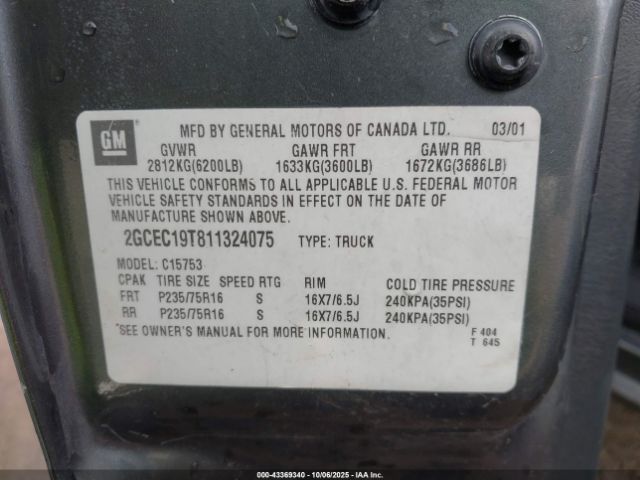 GM
MFD BY GENERAL MOTORS OF CANADA LTD. 03/01
GVWR GAWR FRT GAWR RR
2812KG(6200LB) 1633KG(3600LB) 1672KG(3686LB)
THIS VEHICLE CONFORMS TO ALL APPLICABLE U.S. FEDERAL MOTOR
VEHICLE SAFETY STANDARDS IN EFFECT ON THE DATE OF
MANUFACTURE SHOWN ABOVE.
2GCEC19T811324075 TYPE: TRUCK
MODEL: C15753
CPAK TIRE SIZE SPEED RTG RIM COLD TIRE PRESSURE
FRT P235/75R16 S 16X7/6.5J 240KPA(35PSI)
RR P235/75R16 S 16X7/6.5J 240KPA(35PSI)
*SEE OWNER'S MANUAL FOR MORE INFORMATION.
F 404
T 645
000-43369340 - 10/06/2025 - IAA Inc. (C)